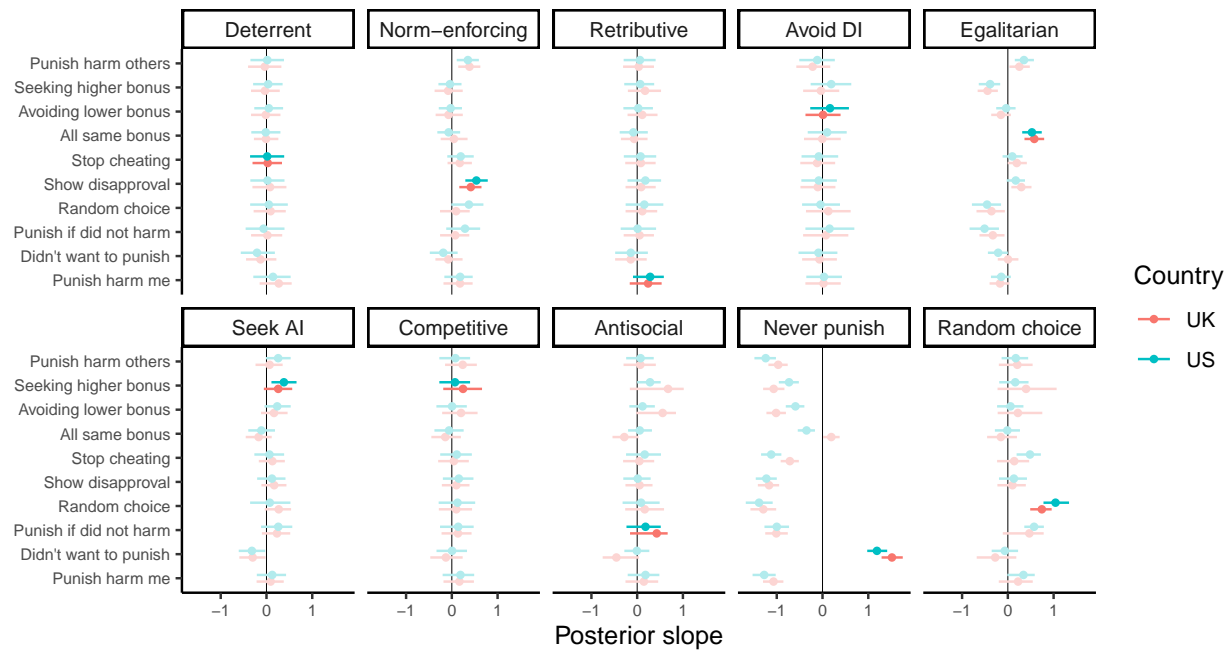 Deterrent Norm−enforcing Retributive Avoid DI Egalitarian
Punish harm others
Seeking higher bonus
Avoiding lower bonus
All same bonus
Stop cheating
Show disapproval
Random choice
Punish if did not harm
Didn't want to punish
Punish harm me
Seek AI Competitive Antisocial Never punish Random choice
Punish harm others
Seeking higher bonus
Avoiding lower bonus
All same bonus
Stop cheating
Show disapproval
Random choice
Punish if did not harm
Didn't want to punish
Punish harm me
−1 0 1 −1 0 1 −1 0 1 −1 0 1 −1 0 1
Posterior slope
Country
UK
US